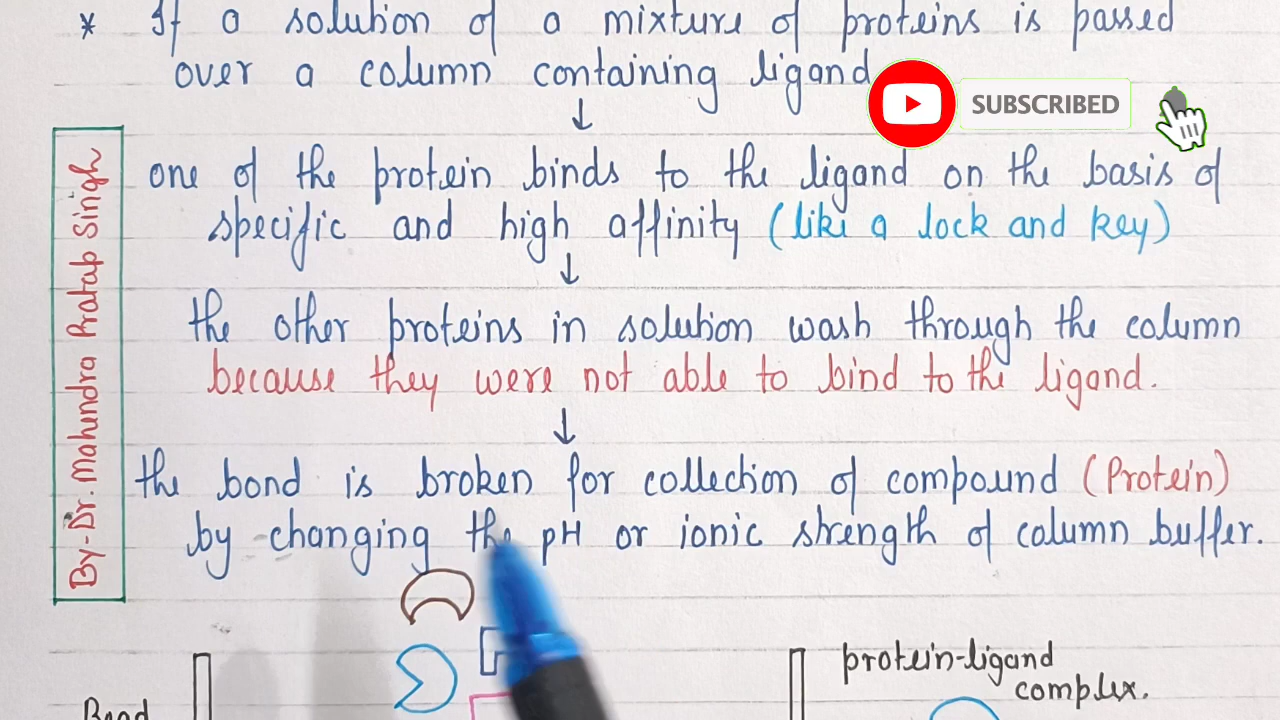 * If a solution of a mixture of proteins is passed
over a column containing ligand
SUBSCRIBED
one of the protein binds to the ligand on the basis of
specific and high affinity (like a lock and key)
the other proteins in solution wash through the column
because they were not able to bind to the ligand.
the bond is broken for collection of compound (Protein)
by changing the pH or ionic strength of column buffer.
By-Dr. Mahendra Pratap Singh
protein-ligand
complex.
Bead